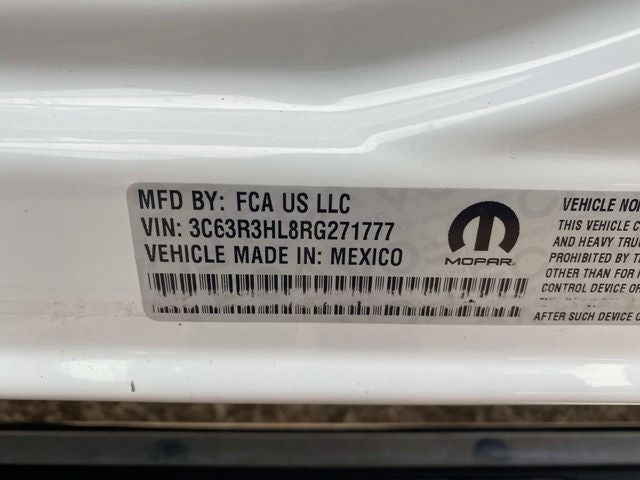 MFD BY: FCA US LLC
VIN: 3C63R3HL8RG271777
VEHICLE MADE IN: MEXICO
MOPAR
VEHICLE NO
THIS VEHICLE
AND HEAVY TRU
PROHIBITED BY T
OTHER THAN FOR
CONTROL DEVICE OR
AFTER SUCH DEVICE